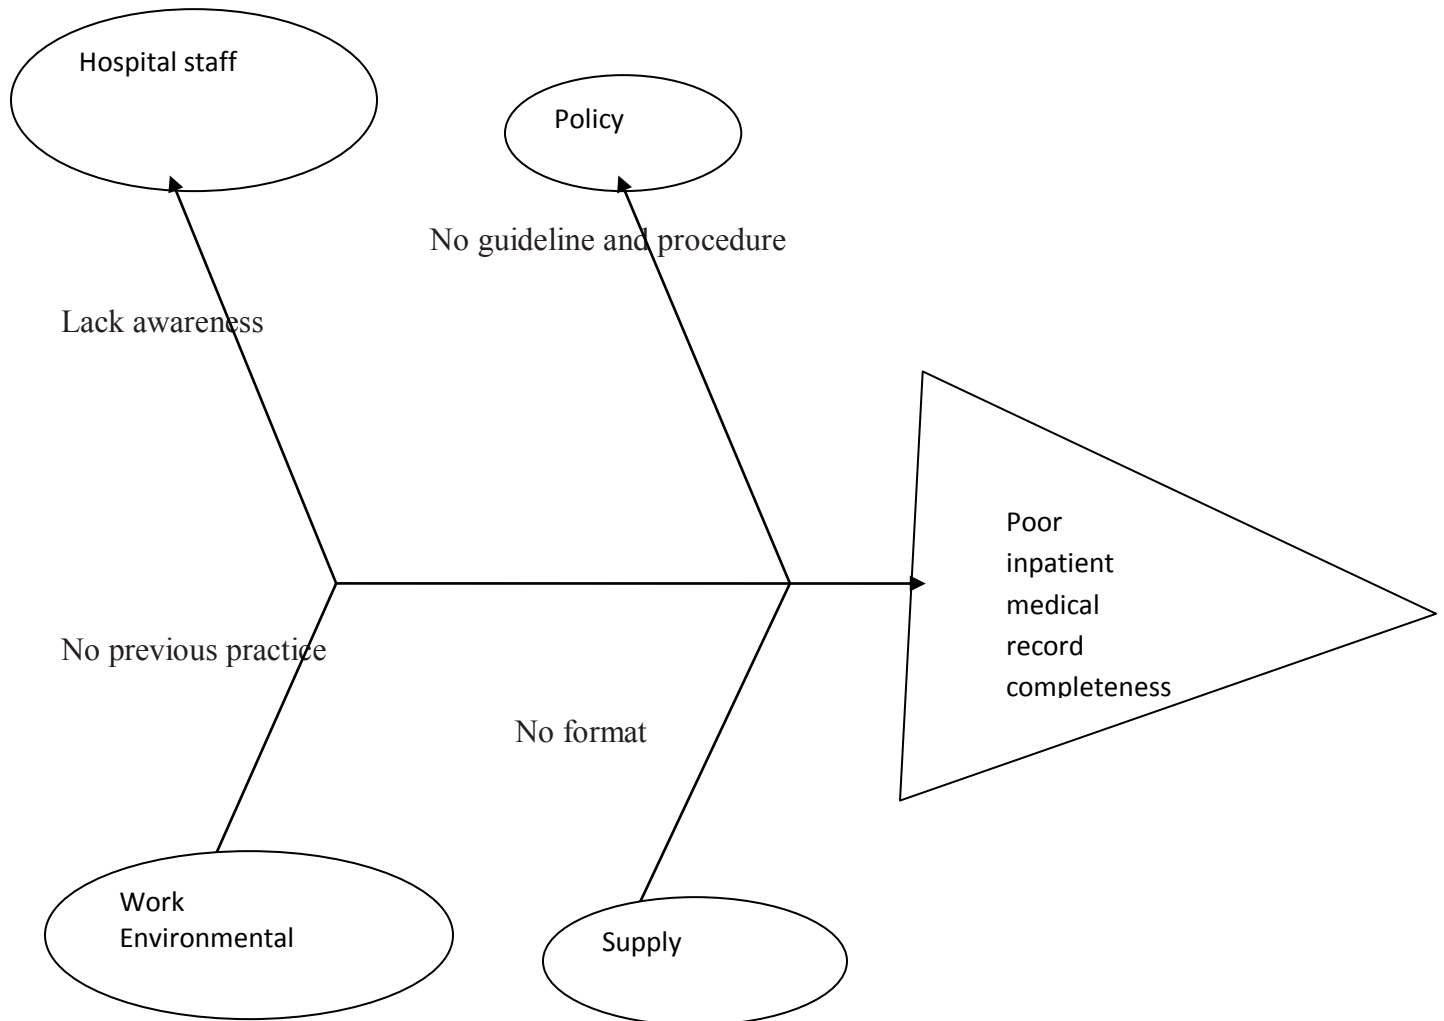 Hospital staff
Policy
No guideline and procedure
Lack awareness
Poor
inpatient
medical
record
completeness
No previous practice
No format
Work
Environmental
Supply